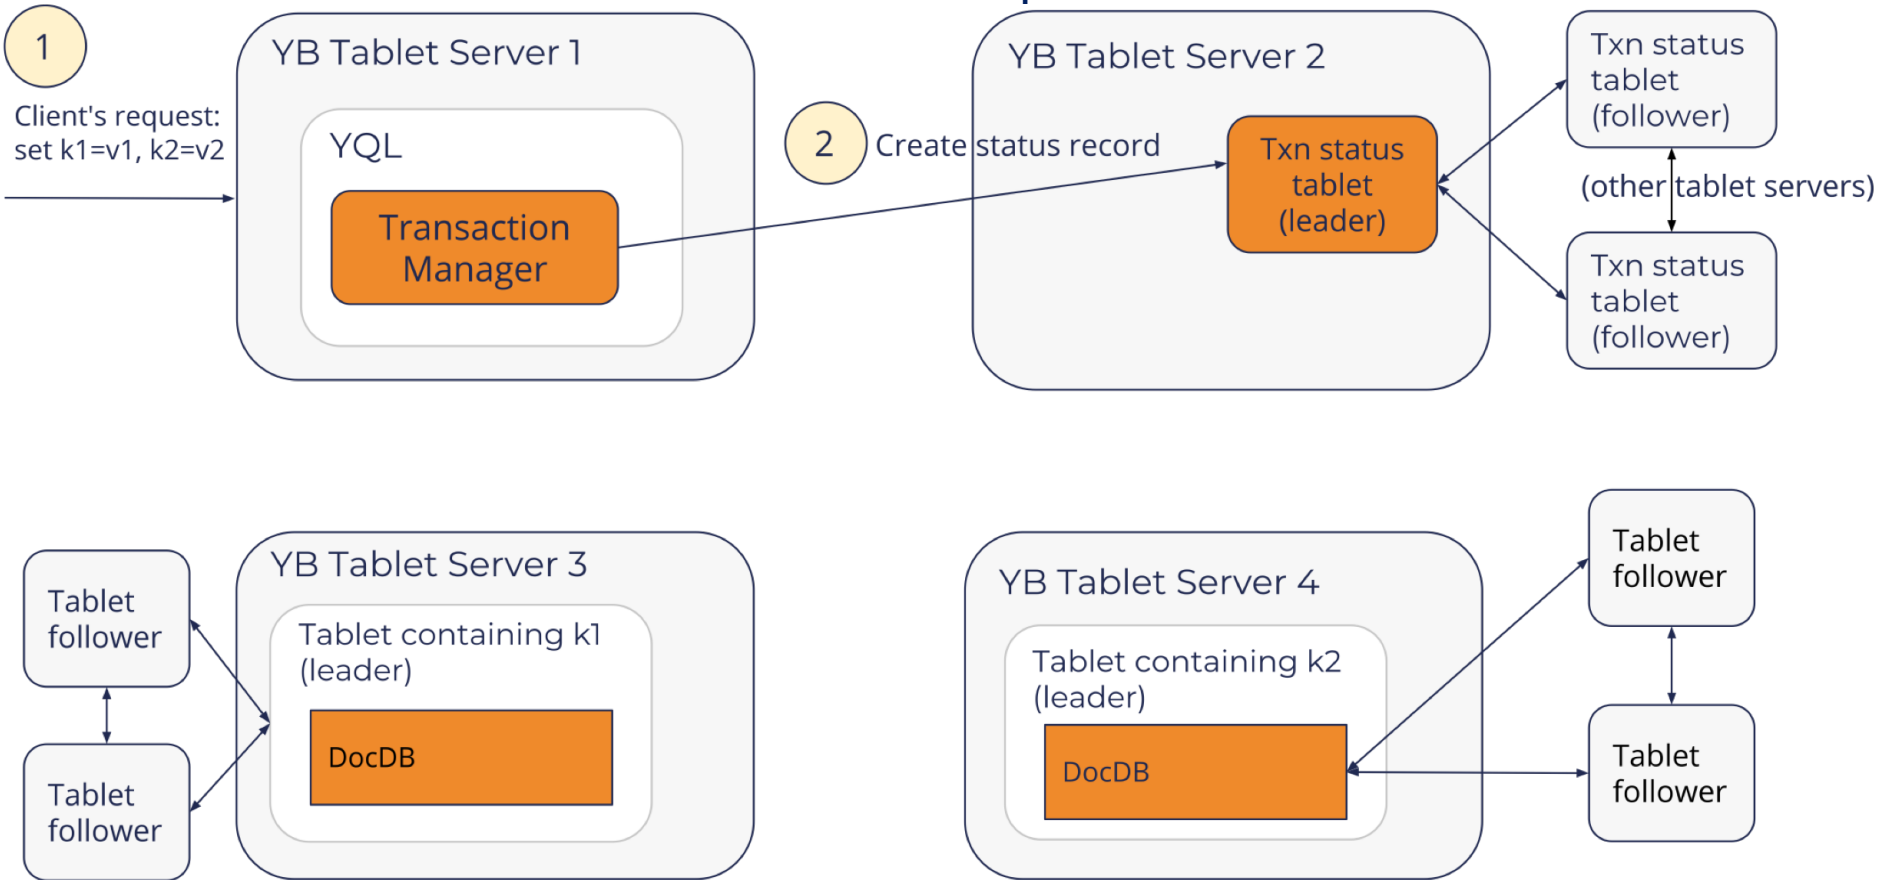 1
Client's request:
set k1=v1, k2=v2
YB Tablet Server 1
YQL
Transaction
Manager
2
Create status record
YB Tablet Server 2
Txn status
tablet
(leader)
Txn status
tablet
(follower)
(other tablet servers)
Txn status
tablet
(follower)
Tablet
follower
Tablet
follower
YB Tablet Server 3
Tablet containing k1
(leader)
DocDB
YB Tablet Server 4
Tablet containing k2
(leader)
DocDB
Tablet
follower
Tablet
follower